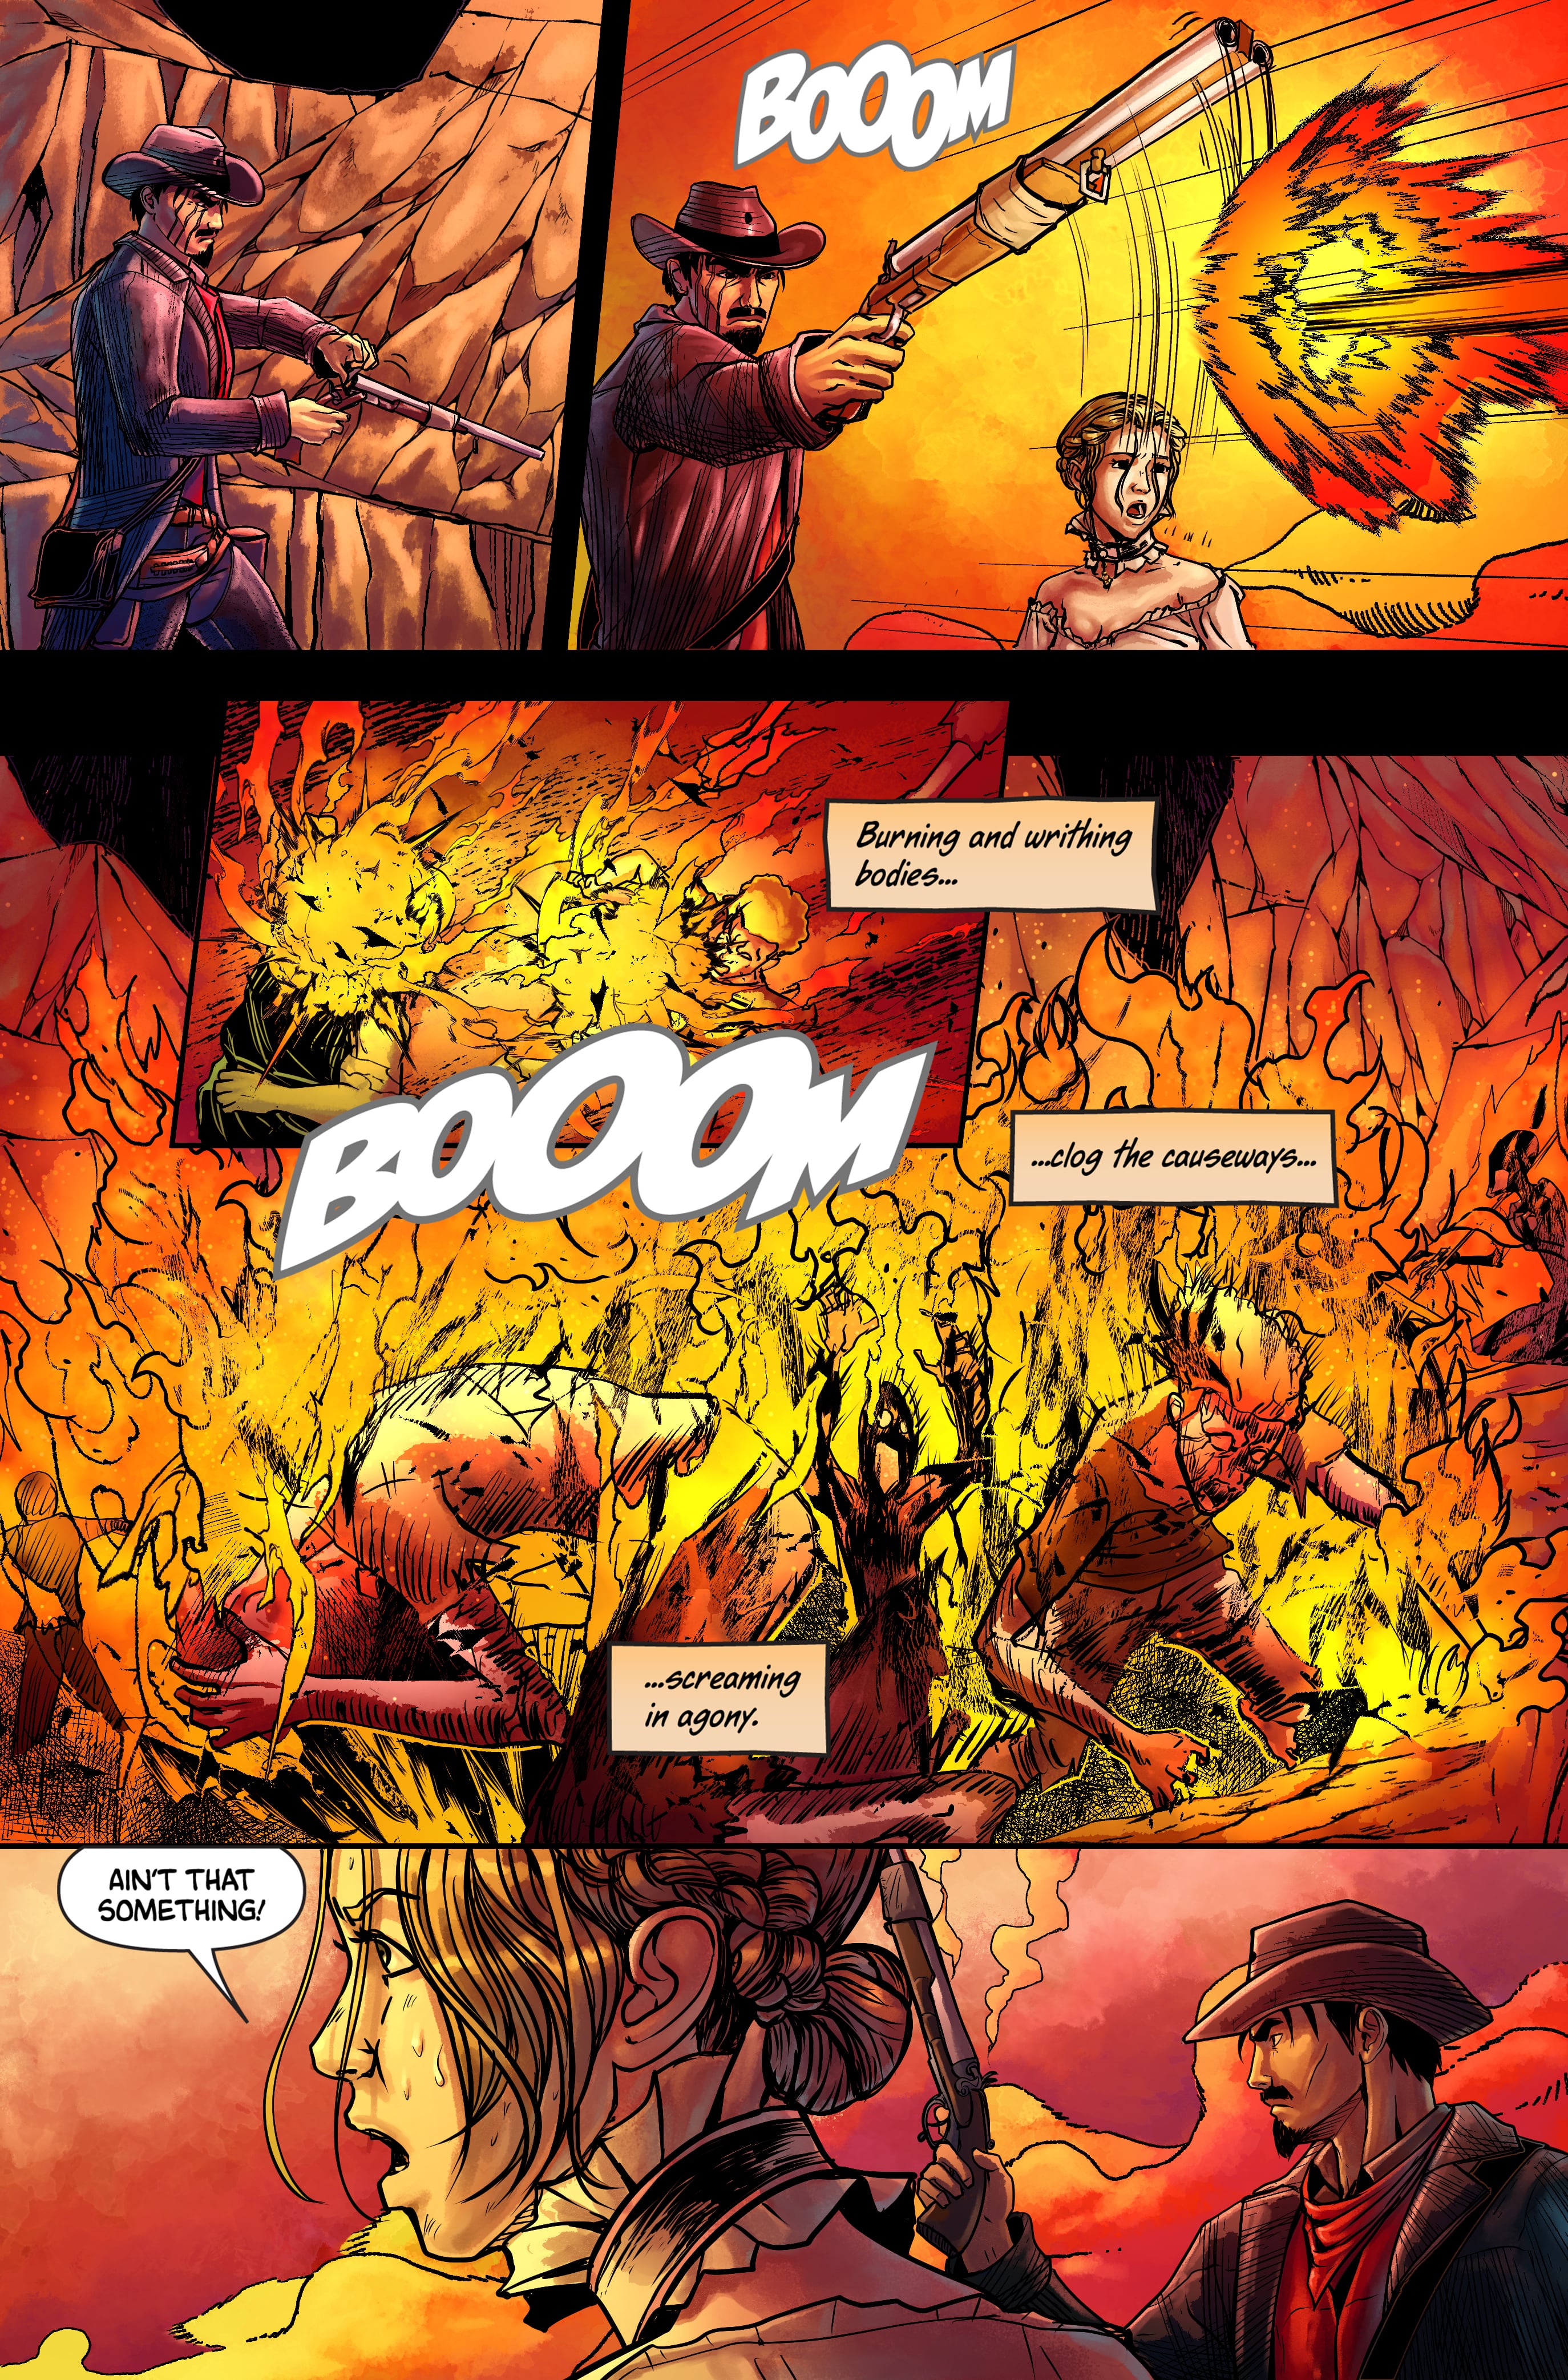 BOOOM
Burning and writhing
bodies...
BOOOM
...clog the causeways...
...screaming
in agony.
AIN'T THAT
SOMETHING!